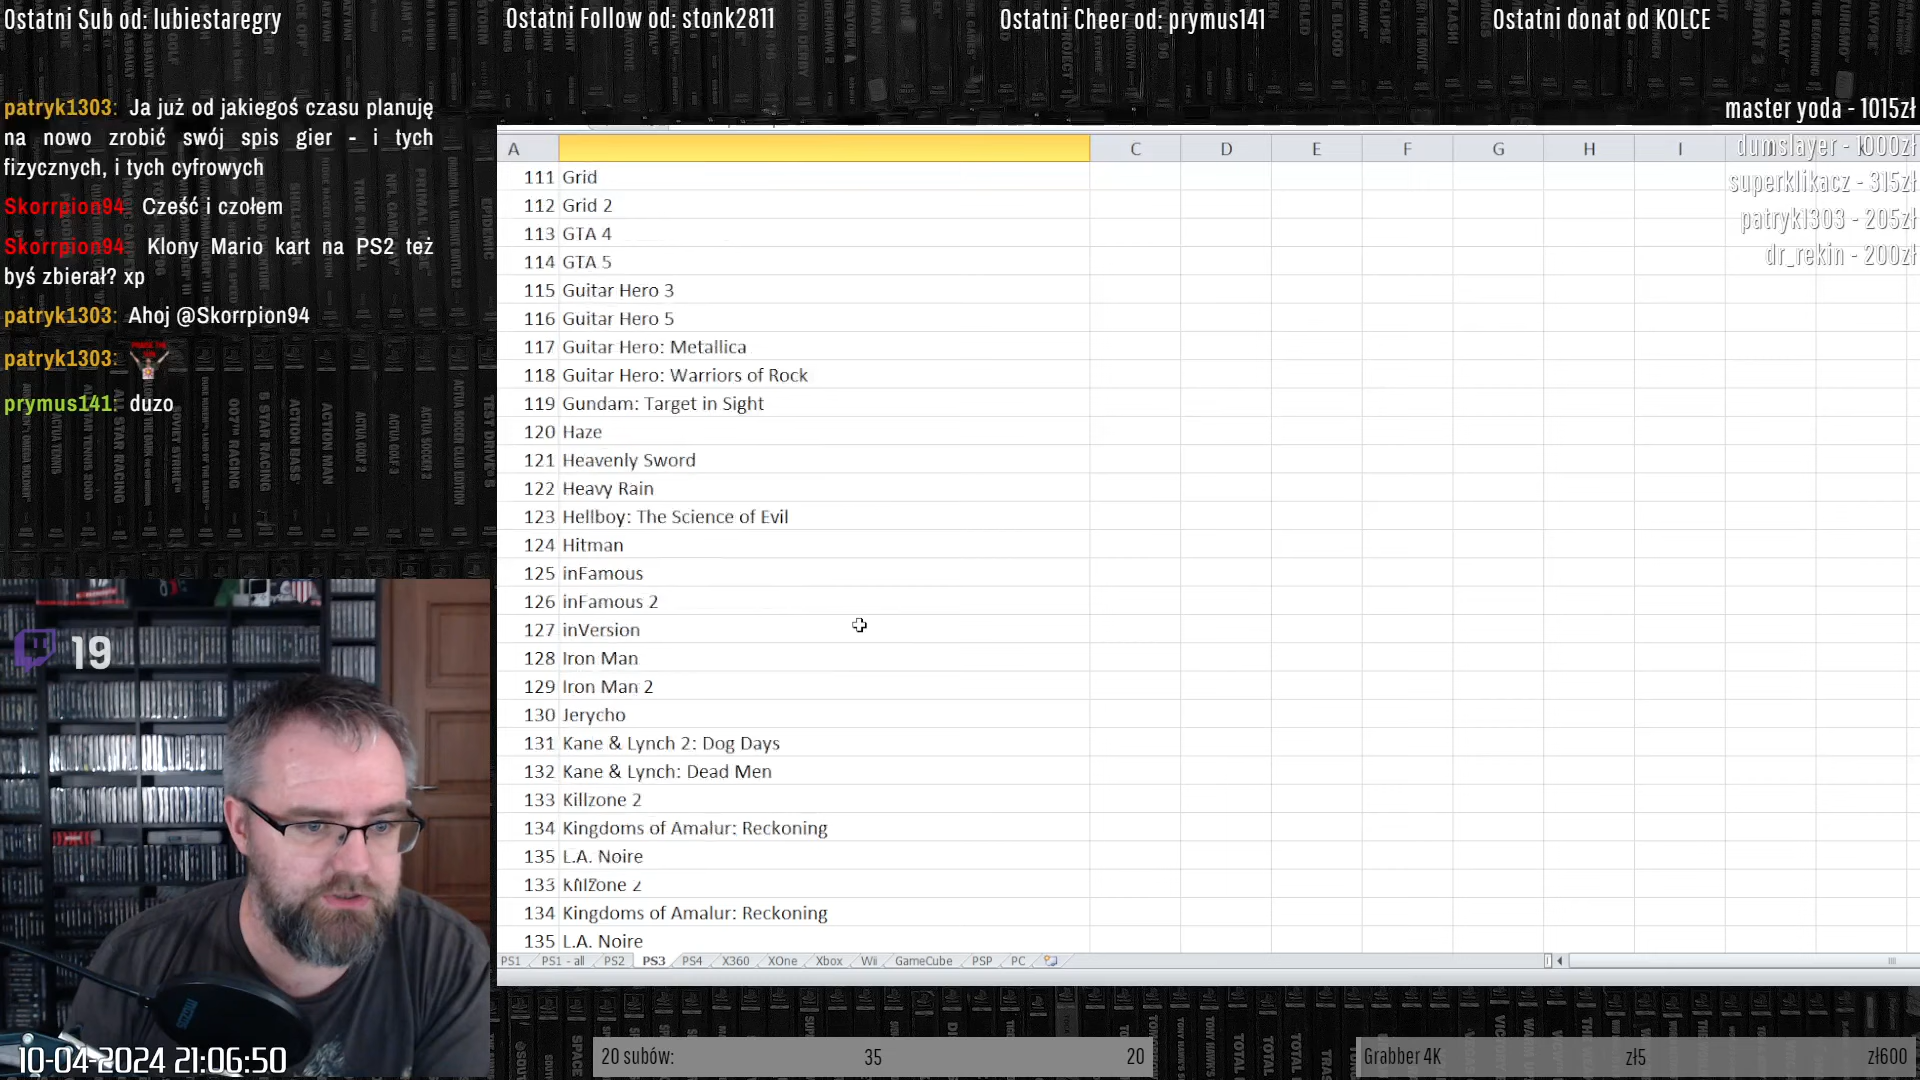 Ostatni Sub od: lubiestaregry
Ostatni Follow od: stonk2811
Ostatni Cheer od: prymus141
Ostatni donat od KOLCE
patryk1303: Ja już od jakiegoś czasu planuję
na nowo zrobić swój spis gier - i tych
fizycznych, i tych cyfrowych
Skorrpion94 Cześć i czołem
Skorrpion94 Klony Mario kart na PS2 też
byś zbierał? xp
patryk1303: Ahoj @Skorrpion94
patryk1303:
prymus141: duzo
master yoda - 1015zł
dumslayer - 1000zł
superklikacz - 315zł
patryk1303 - 205zł
dr_rekin - 200zł
A C D E F G H I
111 Grid
112 Grid 2
113 GTA 4
114 GTA 5
115 Guitar Hero 3
116 Guitar Hero 5
117 Guitar Hero: Metallica
118 Guitar Hero: Warriors of Rock
119 Gundam: Target in Sight
120 Haze
121 Heavenly Sword
122 Heavy Rain
123 Hellboy: The Science of Evil
124 Hitman
125 inFamous
126 inFamous 2
127 inVersion
128 Iron Man
129 Iron Man 2
130 Jerycho
131 Kane & Lynch 2: Dog Days
132 Kane & Lynch: Dead Men
133 Killzone 2
134 Kingdoms of Amalur: Reckoning
135 L.A. Noire
133 Killzone 2
134 Kingdoms of Amalur: Reckoning
135 L.A. Noire
PS1 PS1 - all PS2 PS3 PS4 X360 XOne Xbox Wii GameCube PSP PC
19
10-04-2024 21:06:50
20 subów: 35 20
Grabber 4K zł5 zł600